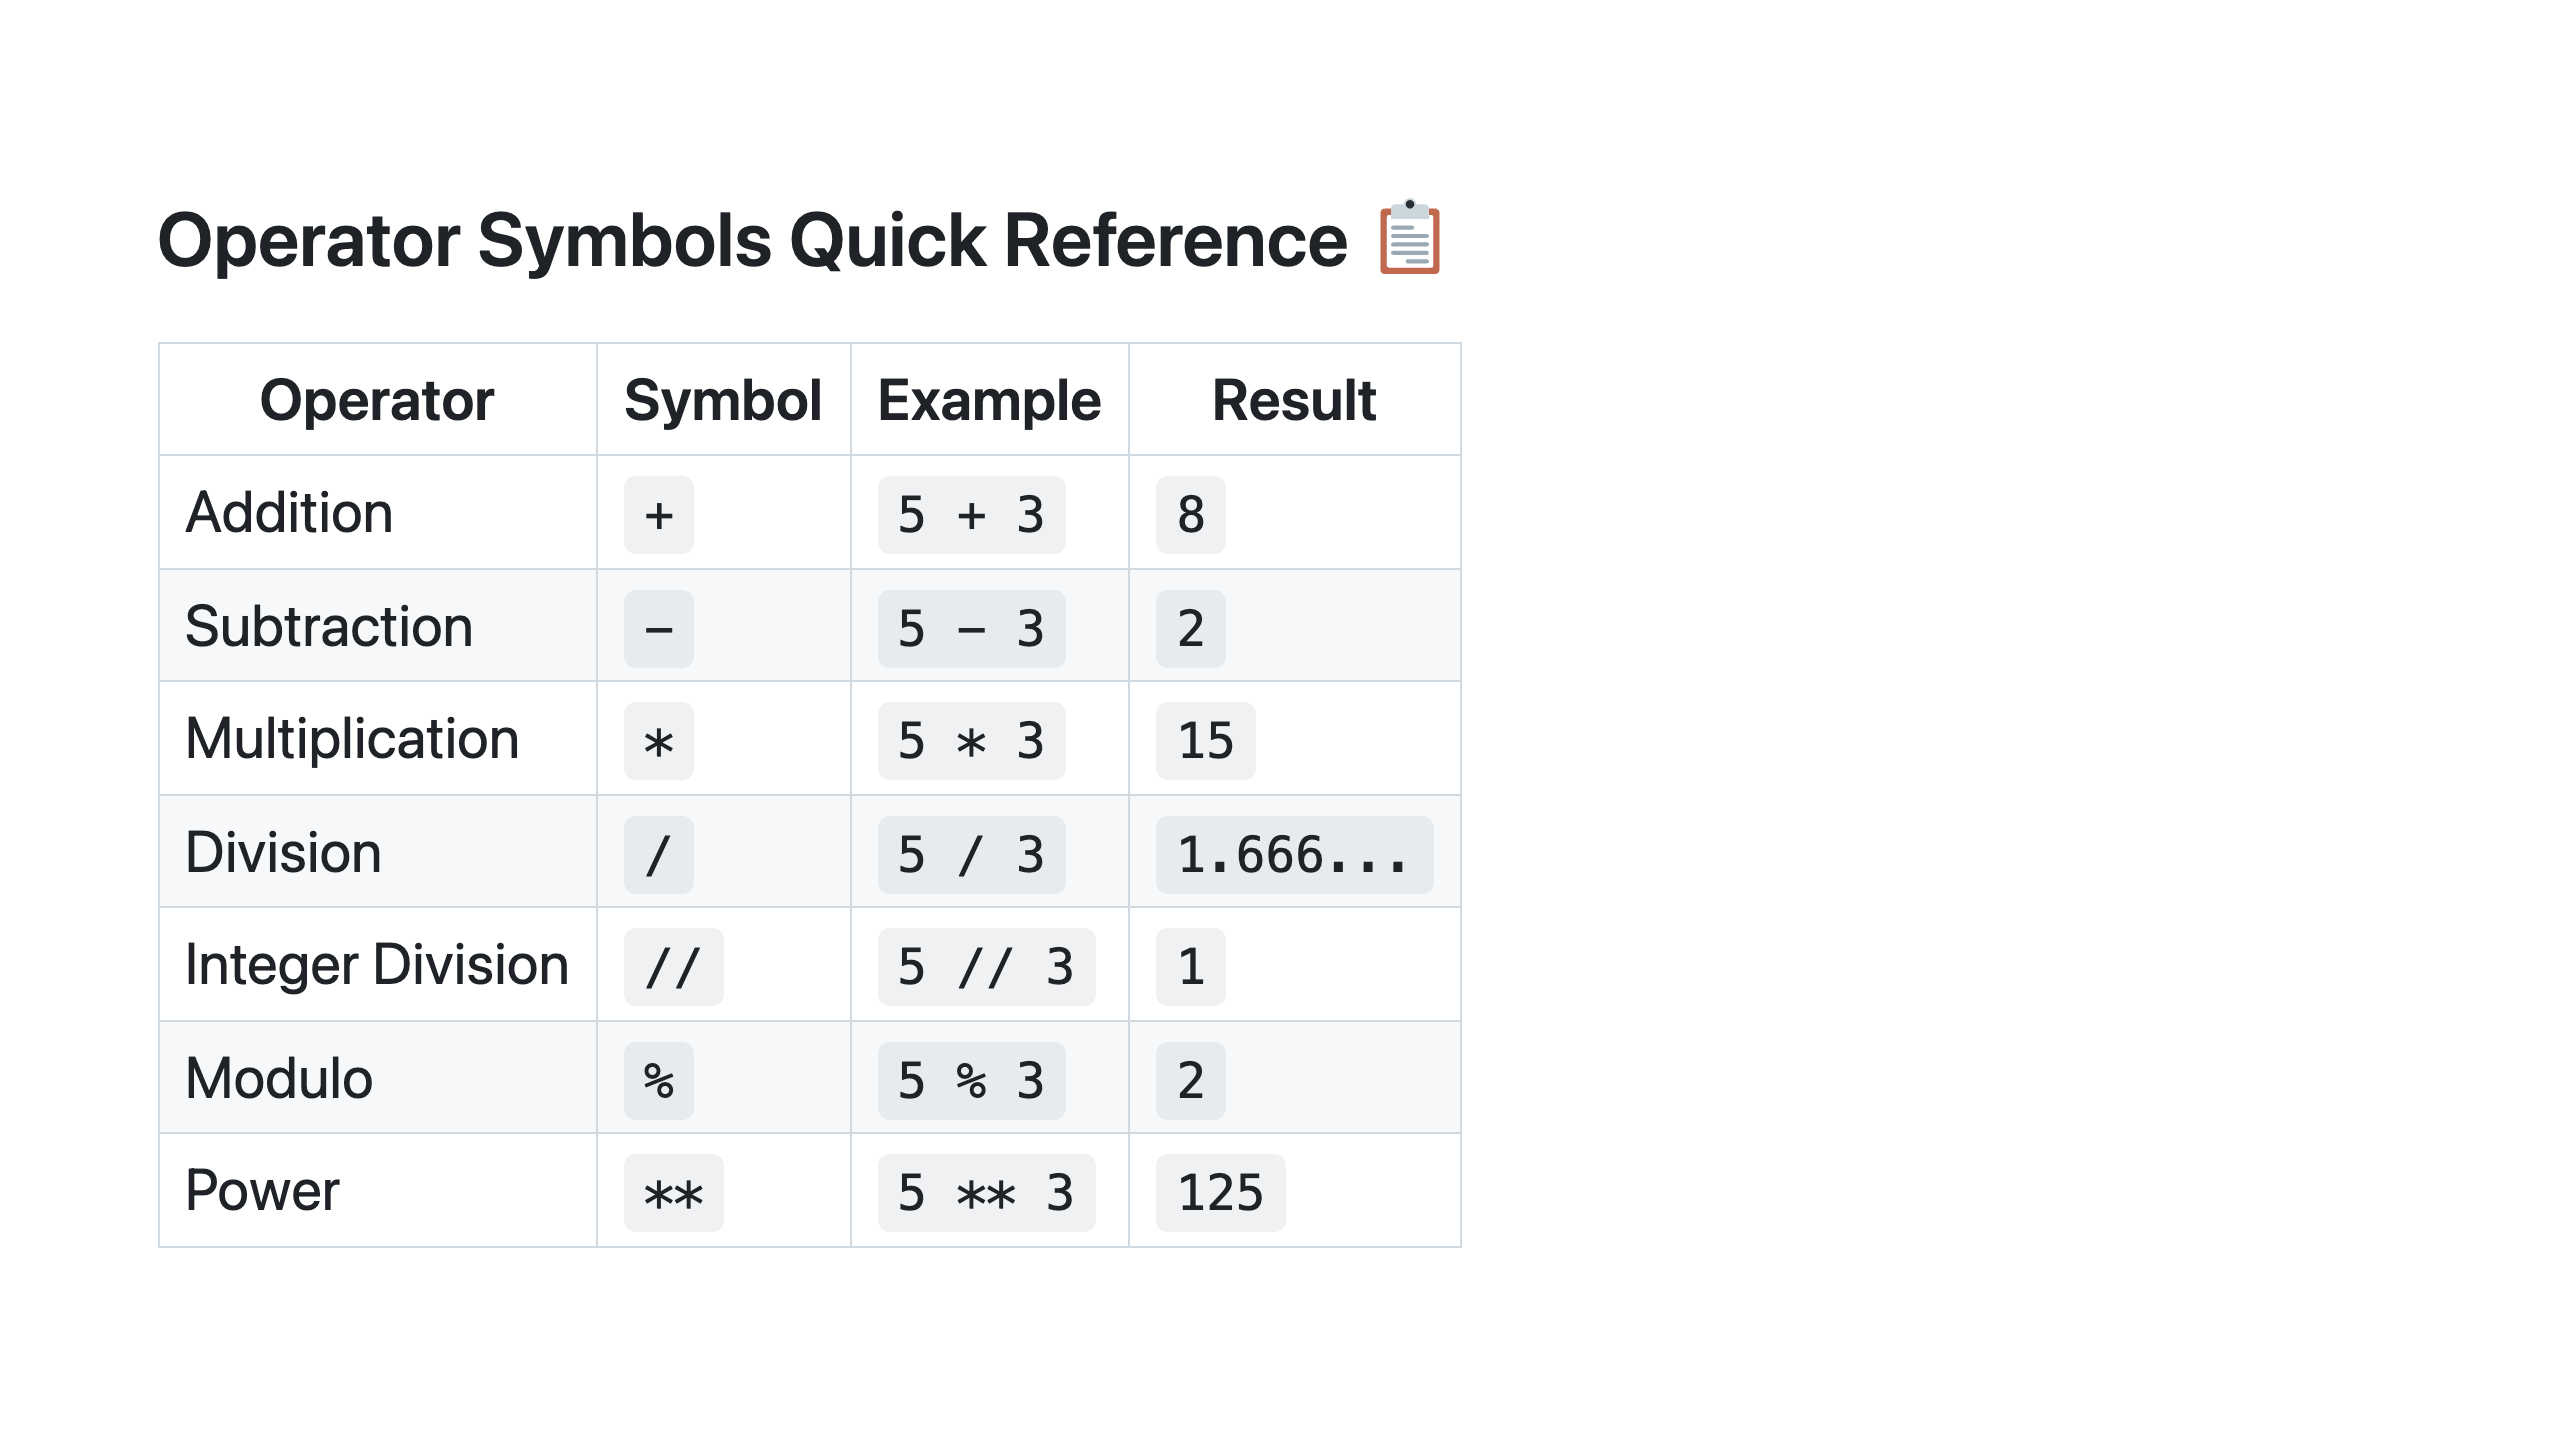 Operator Symbols Quick Reference 📋
Operator Symbol Example Result
Addition + 5 + 3 8
Subtraction - 5 - 3 2
Multiplication * 5 * 3 15
Division / 5 / 3 1.666...
Integer Division // 5 // 3 1
Modulo % 5 % 3 2
Power ** 5 ** 3 125